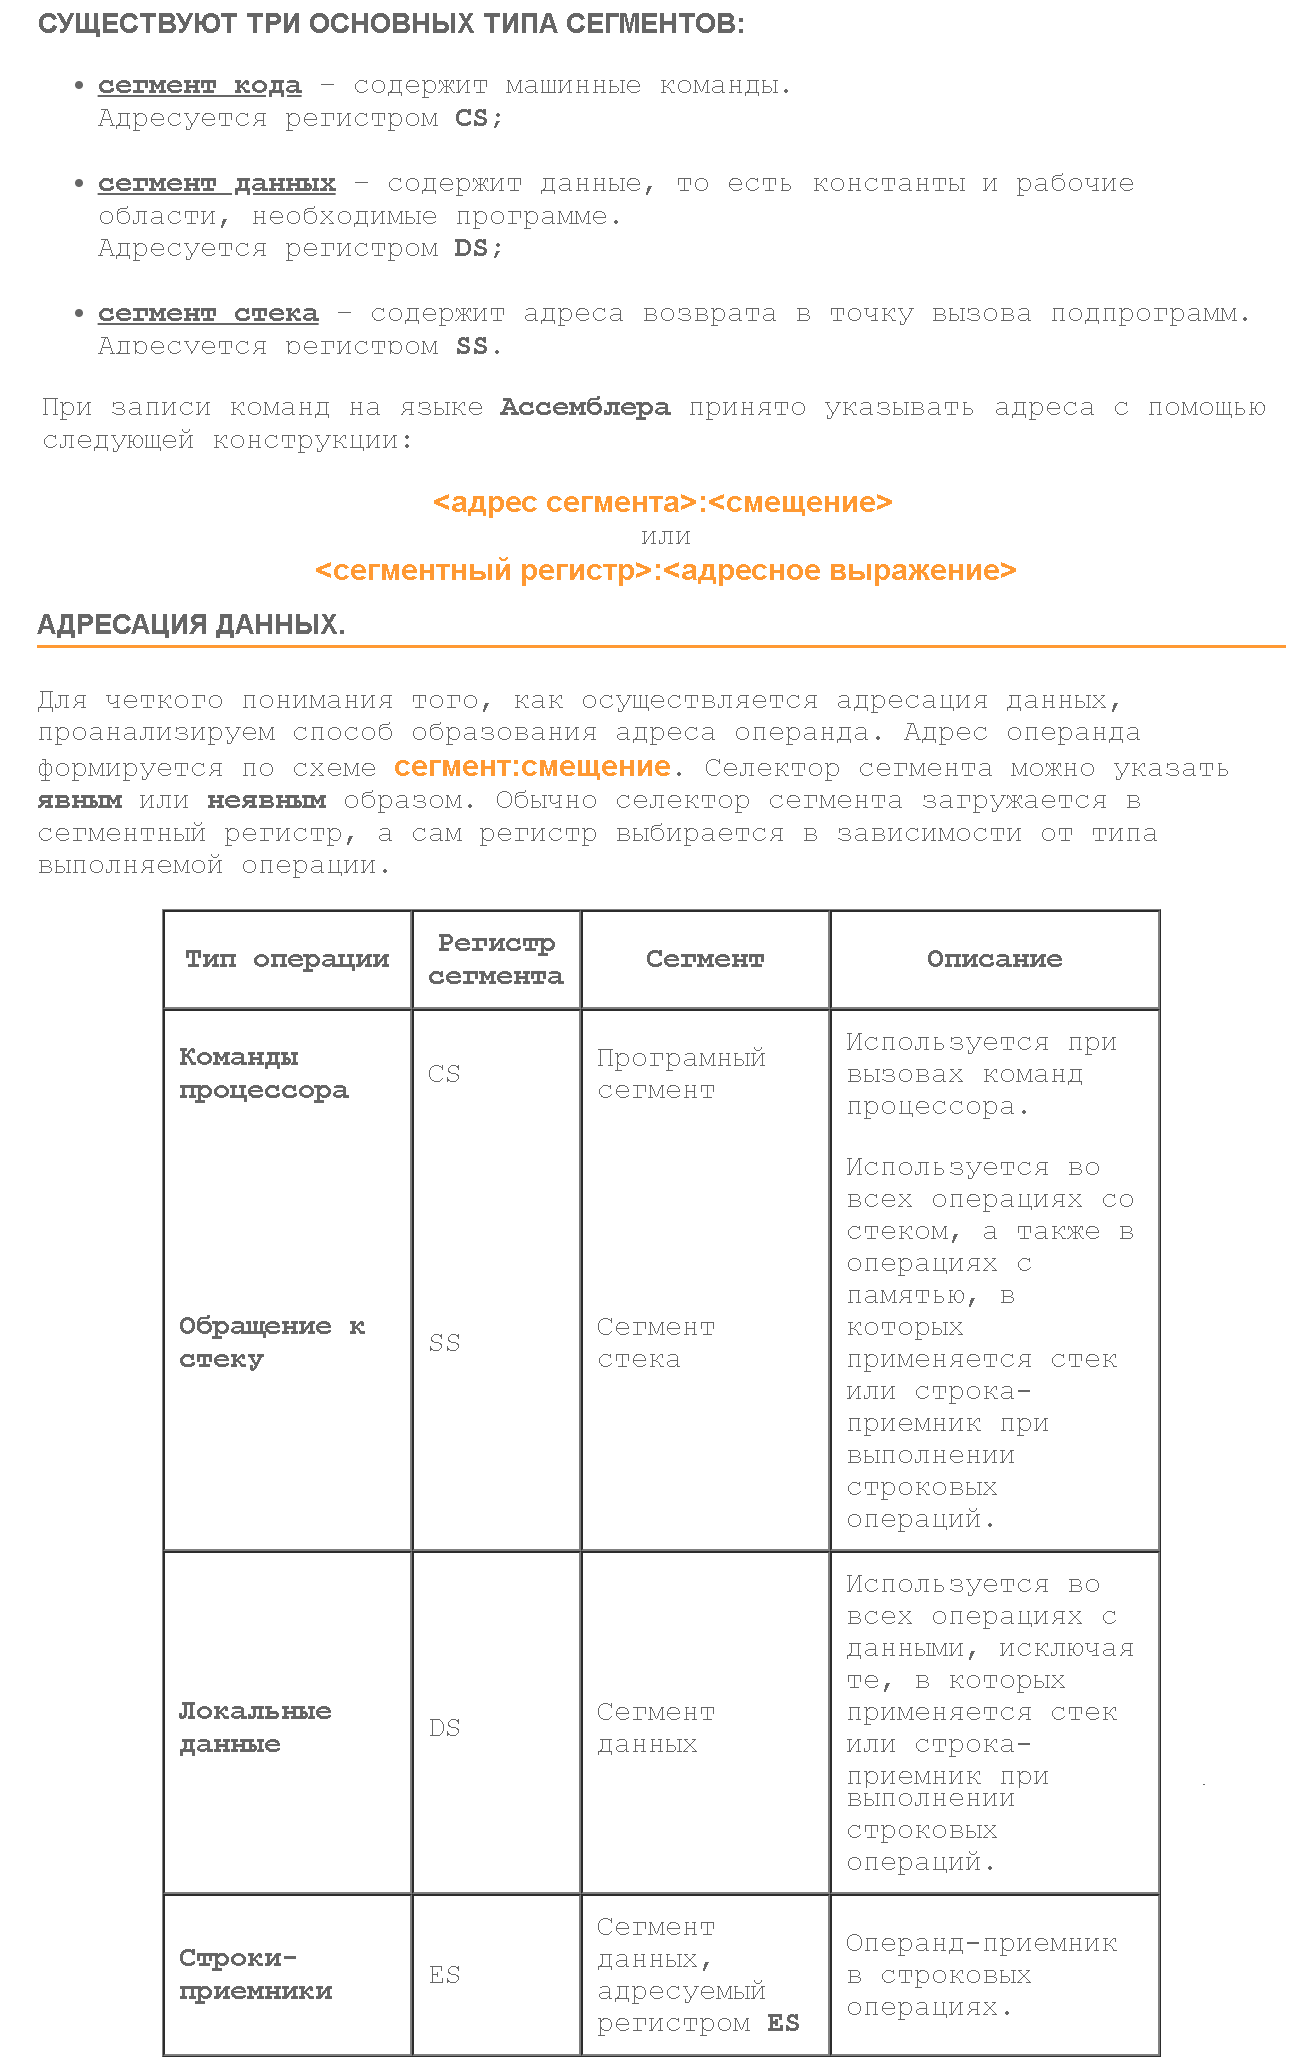 СУЩЕСТВУЮТ ТРИ ОСНОВНЫХ ТИПА СЕГМЕНТОВ:
• сегмент кода – содержит машинные команды.
Адресуется регистром CS;
• сегмент данных – содержит данные, то есть константы и рабочие
области, необходимые программе.
Адресуется регистром DS;
• сегмент стека – содержит адреса возврата в точку вызова подпрограмм.
Адресуется регистром SS.
При записи команд на языке Ассемблера принято указывать адреса с помощью
следующей конструкции:
<адрес сегмента>:<смещение>
или
<сегментный регистр>:<адресное выражение>
АДРЕСАЦИЯ ДАННЫХ.
Для четкого понимания того, как осуществляется адресация данных,
проанализируем способ образования адреса операнда. Адрес операнда
формируется по схеме сегмент:смещение. Селектор сегмента можно указать
явным или неявным образом. Обычно селектор сегмента загружается в
сегментный регистр, а сам регистр выбирается в зависимости от типа
выполняемой операции.
Тип операции
Регистр
сегмента
Сегмент
Описание
Команды
процессора
CS
Програмный
сегмент
Используется при
вызовах команд
процессора.
Обращение к
стеку
SS
Сегмент
стека
Используется во
всех операциях со
стеком, а также в
операциях с
памятью, в
которых
применяется стек
или строка-
приемник при
выполнении
строковых
операций.
Локальные
данные
DS
Сегмент
данных
Используется во
всех операциях с
данными, исключая
те, в которых
применяется стек
или строка-
приемник при
выполнении
строковых
операций.
Строки-
приемники
ES
Сегмент
данных,
адресуемый
регистром ES
Операнд-приемник
в строковых
операциях.